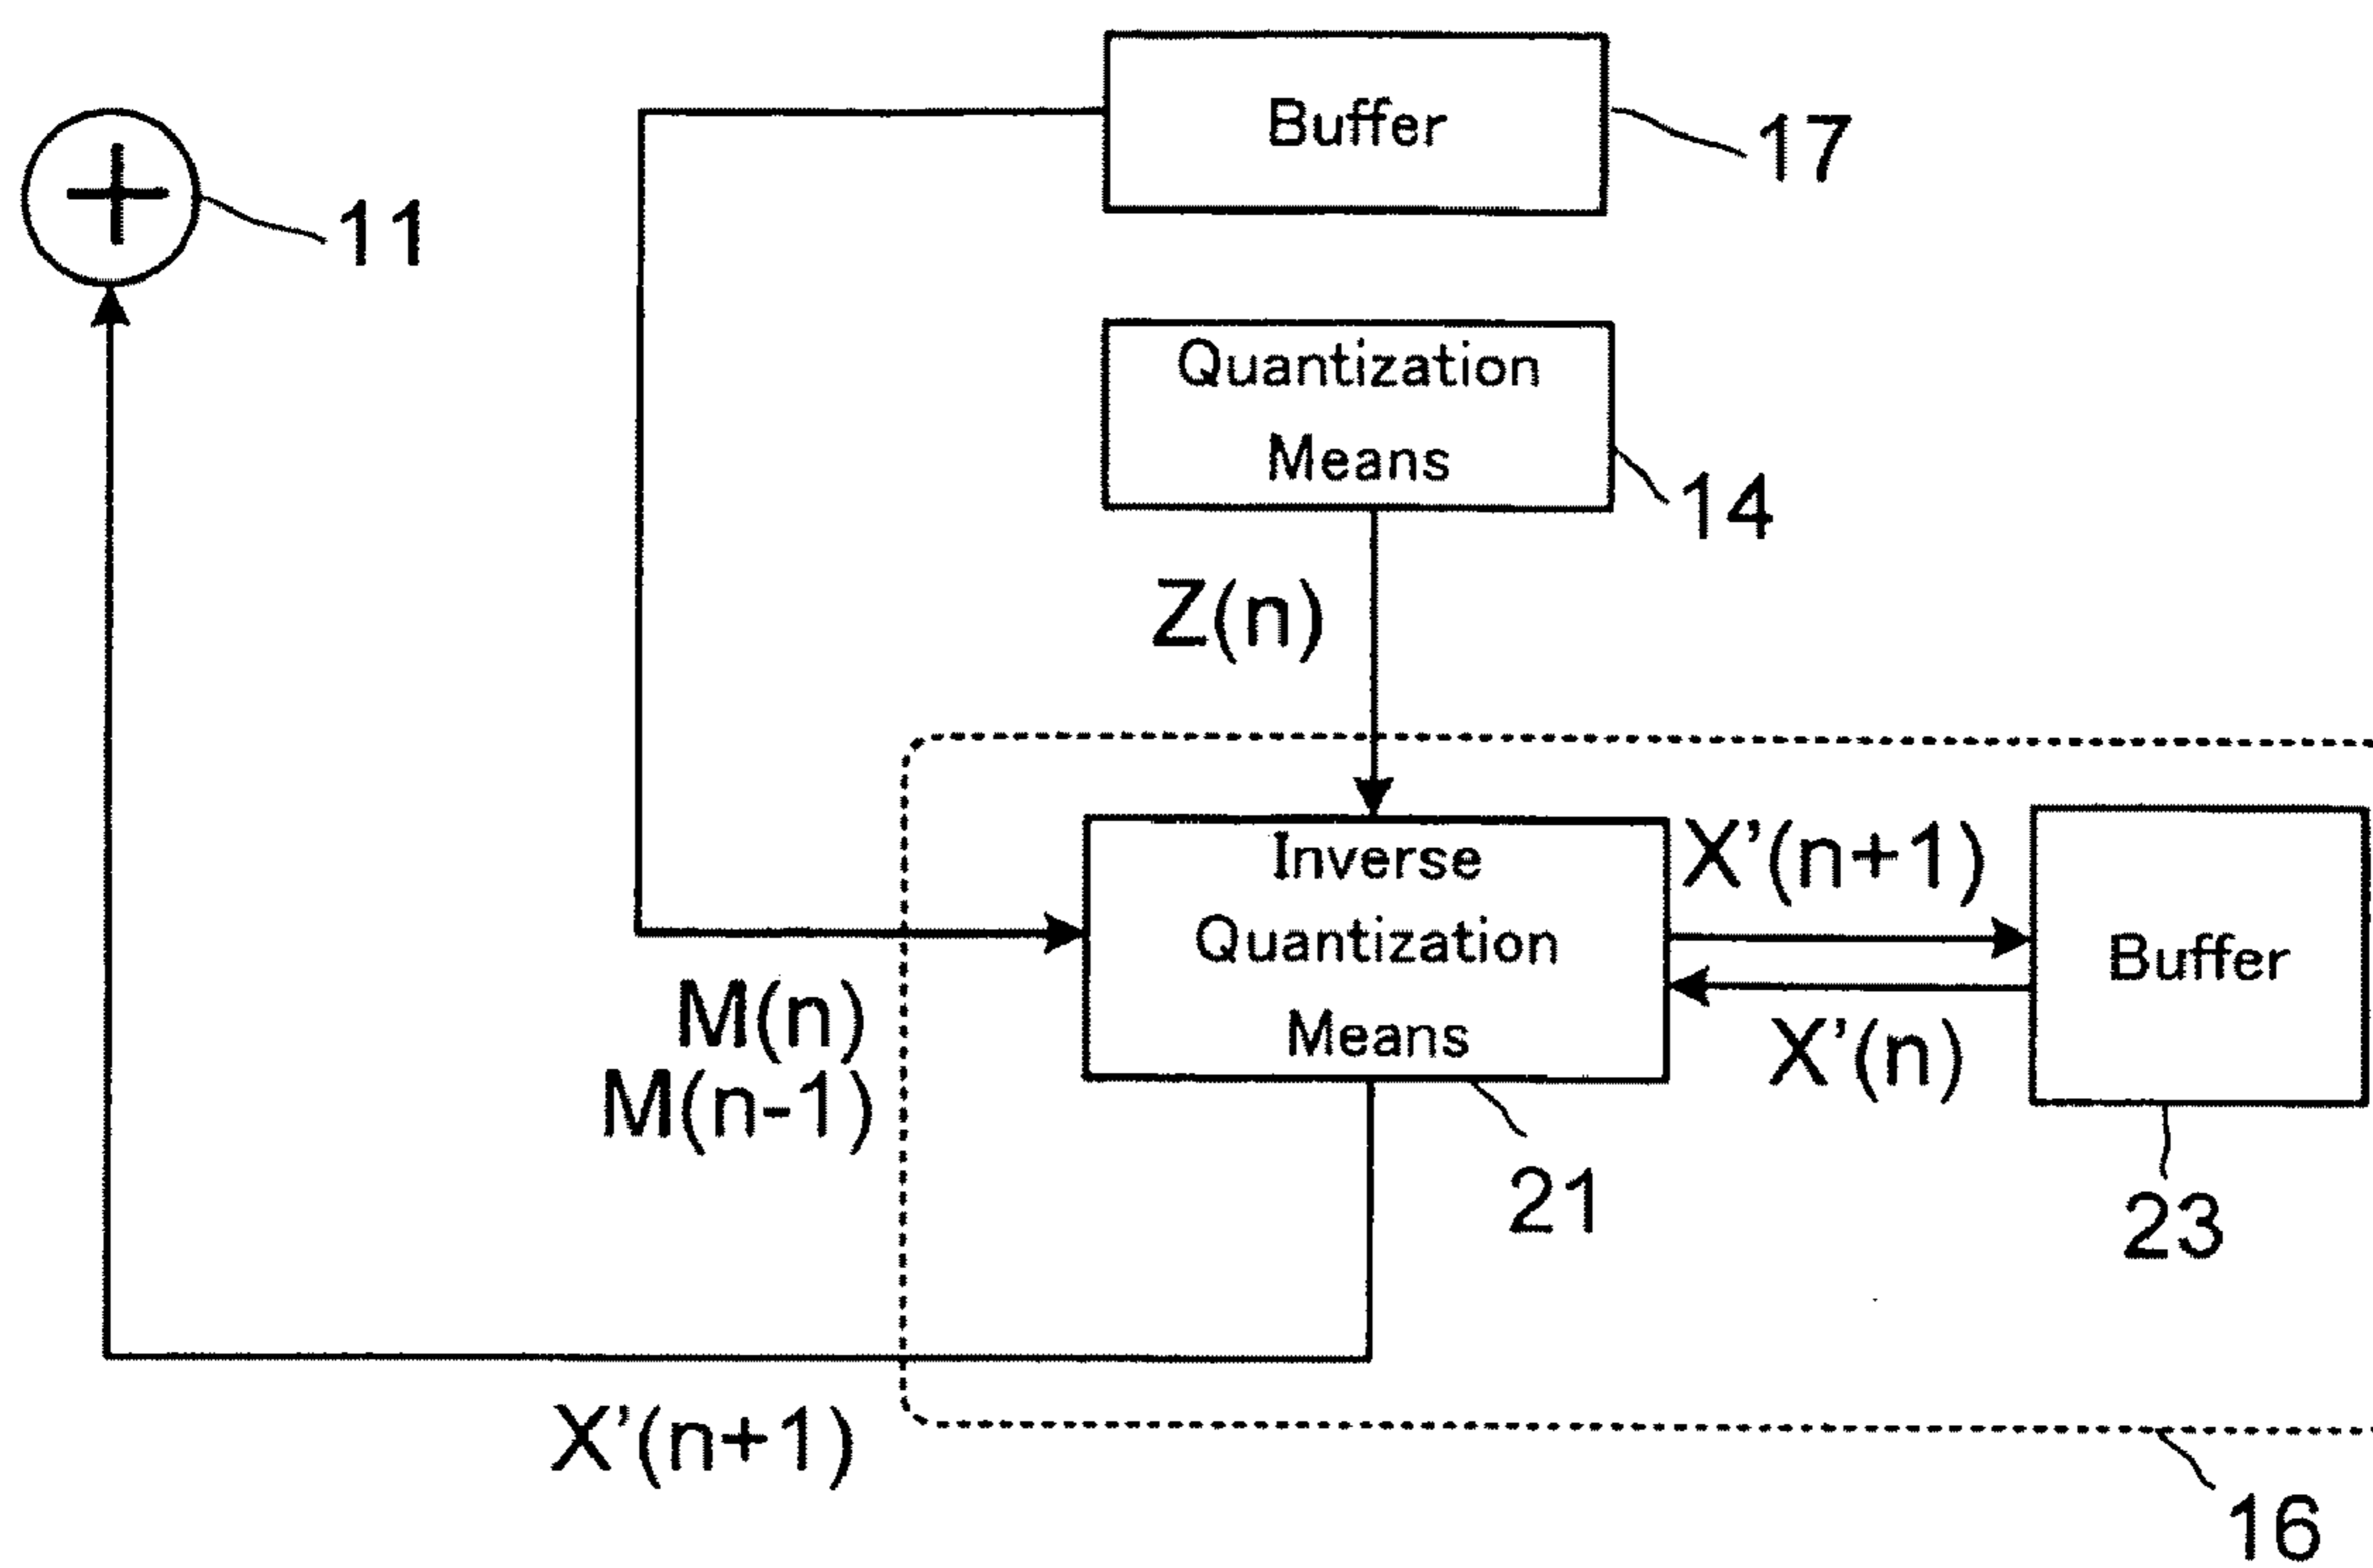 Buffer
17
11
Quantization
Means
14
Z(n)
Inverse
Quantization
Means
X’(n+1)
X’(n)
Buffer
M(n)
M(n-1)
21
23
X’(n+1)
16